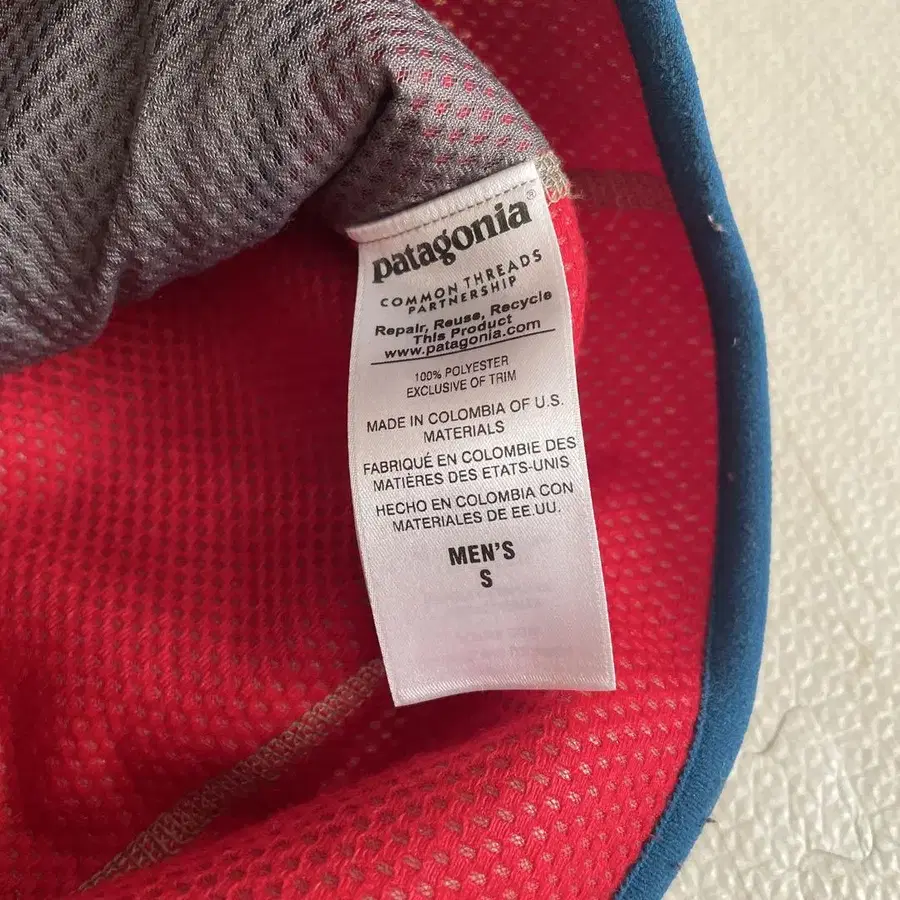 patagonia®
COMMON THREADS
PARTNERSHIP
Repair, Reuse, Recycle
This Product
www.patagonia.com
100% POLYESTER
EXCLUSIVE OF TRIM
MADE IN COLOMBIA OF U.S.
MATERIALS
FABRIQUÉ EN COLOMBIE DES
MATIÈRES DES ETATS-UNIS
HECHO EN COLOMBIA CON
MATERIALES DE EE.UU.
MEN'S
S